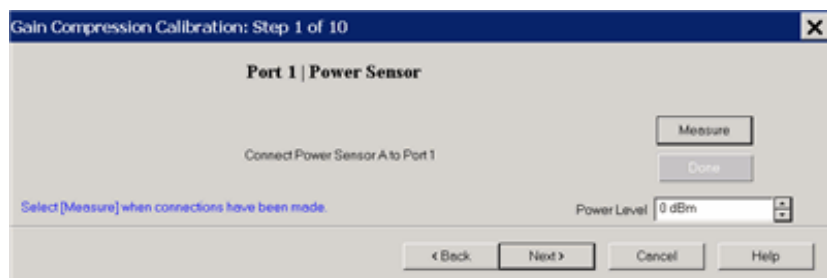 Gain Compression Calibration: Step 1 of 10
Port 1 | Power Sensor
Measure
Connect Power Sensor A to Port 1
Done
Select [Measure] when connections have been made.
Power Level 0 dBm
< Back Next > Cancel Help